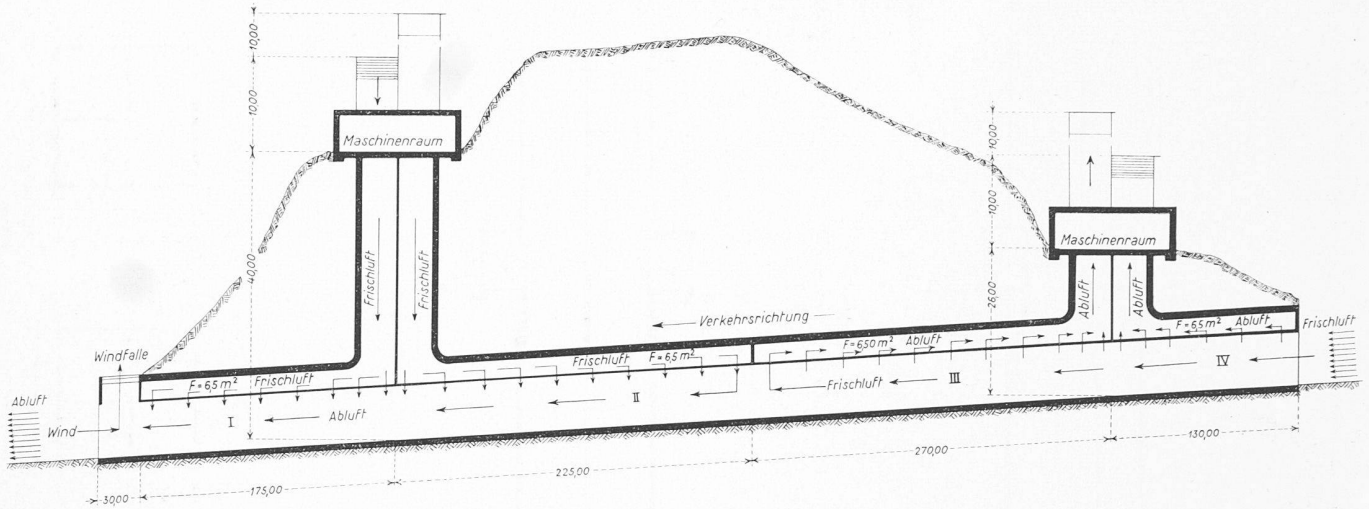 10,00
10,00
Maschinenraum
40,00
Frischluft
Frischluft
10,00
10,00
Maschinenraum
26,00
Abluft
Abluft
Verkehrsrichtung
Windfalle
F = 6,5 m²
Frischluft
Frischluft
F = 6,5 m²
F = 6,50 m²
Abluft
F = 6,5 m²
Abluft
Frischluft
Abluft
Wind
I
Abluft
II
Frischluft
III
IV
30,00
175,00
225,00
270,00
130,00